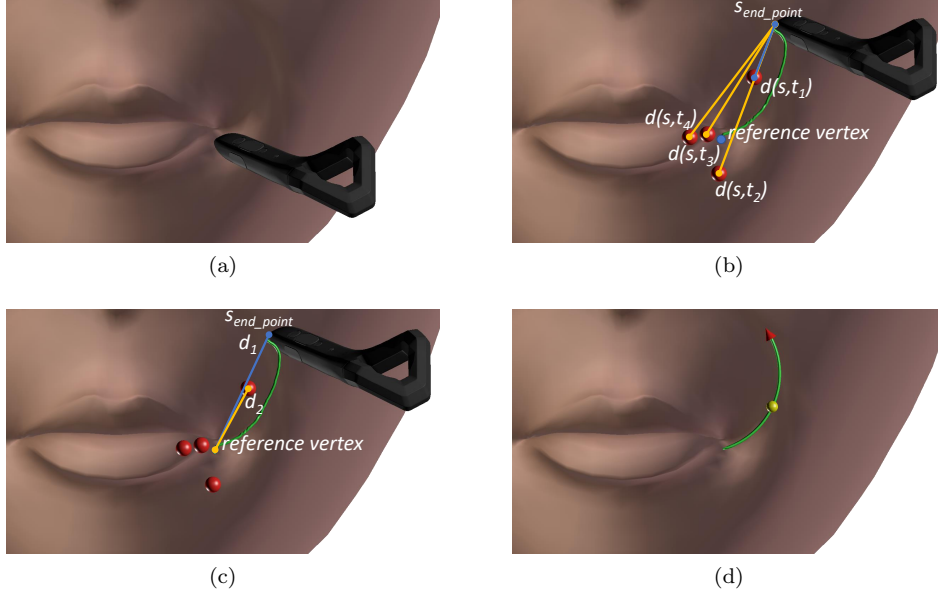 s_end_point
d(s,t_1)
d(s,t_4)
reference vertex
d(s,t_3)
d(s,t_2)
(a)
(b)
s_end_point
d_1
d_2
reference vertex
(c)
(d)